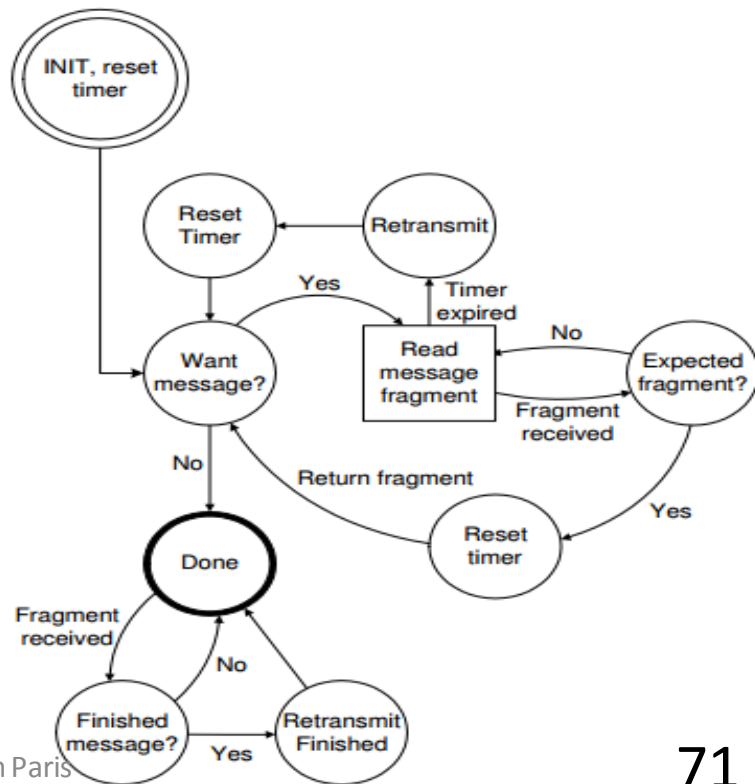 INIT, reset
timer
Reset
Timer
Retransmit
Yes
Timer
expired
No
Want
message?
Read
message
fragment
Expected
fragment?
Fragment
received
No
Return fragment
Yes
Reset
timer
Done
Fragment
received
No
Finished
message?
Yes
Retransmit
Finished
Paris
71